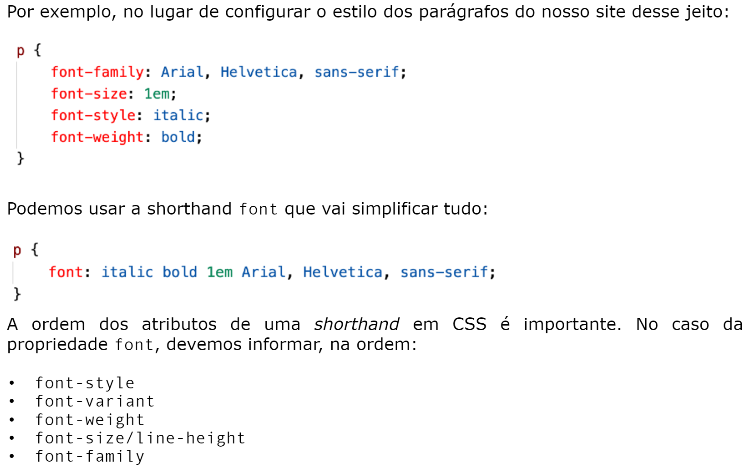 Por exemplo, no lugar de configurar o estilo dos parágrafos do nosso site desse jeito:
p {
font-family: Arial, Helvetica, sans-serif;
font-size: 1em;
font-style: italic;
font-weight: bold;
}
Podemos usar a shorthand font que vai simplificar tudo:
p {
font: italic bold 1em Arial, Helvetica, sans-serif;
}
A ordem dos atributos de uma shorthand em CSS é importante. No caso da
propriedade font, devemos informar, na ordem:
• font-style
• font-variant
• font-weight
• font-size/line-height
• font-family